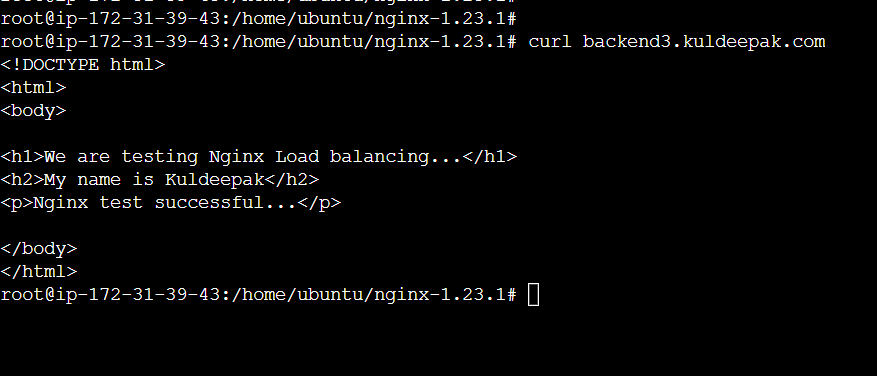 root@ip-172-31-39-43:/home/ubuntu/nginx-1.23.1#
root@ip-172-31-39-43:/home/ubuntu/nginx-1.23.1# curl backend3.kuldeepak.com
<!DOCTYPE html>
<html>
<body>
<h1>We are testing Nginx Load balancing...</h1>
<h2>My name is Kuldeepak</h2>
<p>Nginx test successful...</p>
</body>
</html>
root@ip-172-31-39-43:/home/ubuntu/nginx-1.23.1#